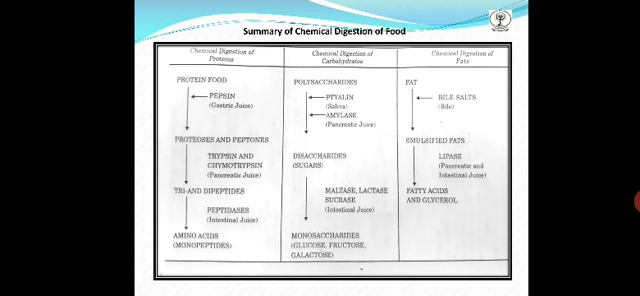 Summary of Chemical Digestion of Food
Chemical Digestion of
Proteins
PROTEIN FOOD
PEPSIN
(Gastric Juice)
PROTEOSES AND PEPTONES
TRYPSIN AND
CHYMOTRYPSIN
(Pancreatic Juice)
TRI-AND DIPEPTIDES
PEPTIDASES
(Intestinal Juice)
AMINO ACIDS
(MONOPEPTIDES)
Chemical Digestion of
Carbohydrates
POLYSACCHARIDES
PTYALIN
(Saliva)
AMYLASE
(Pancreatic Juice)
DISACCHARIDES
(SUGARS)
MALTASE, LACTASE
SUCRASE
(Intestinal Juice)
MONOSACCHARIDES
(GLUCOSE, FRUCTOSE,
GALACTOSE)
Chemical Digestion of
Fats
FAT
BILE SALTS
(Bile)
EMULSIFIED FATS
LIPASE
(Pancreatic and
Intestinal Juice)
FATTY ACIDS
AND GLYCEROL